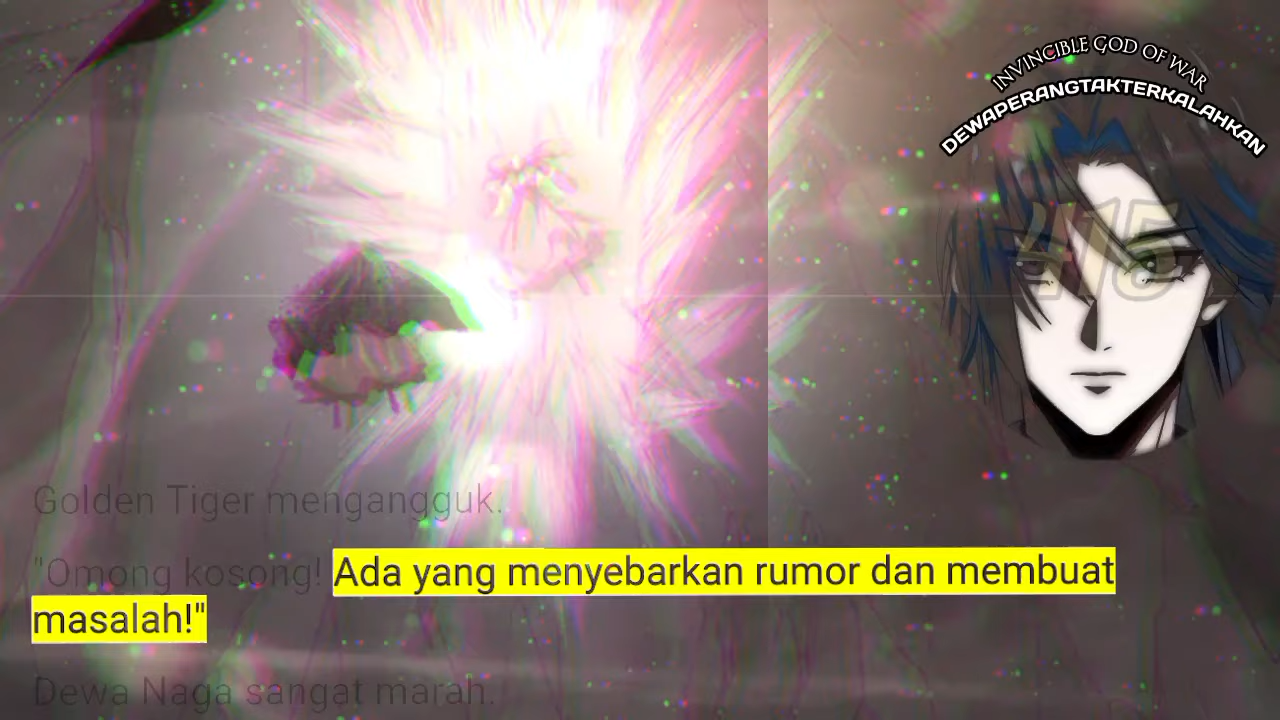 INVINCIBLE GOD OF WAR
DEWAPERANGTAKTERKALAHKAN
415
Golden Tiger mengangguk.
"Omong kosong! Ada yang menyebarkan rumor dan membuat
masalah!"
Dewa Naga sangat marah.